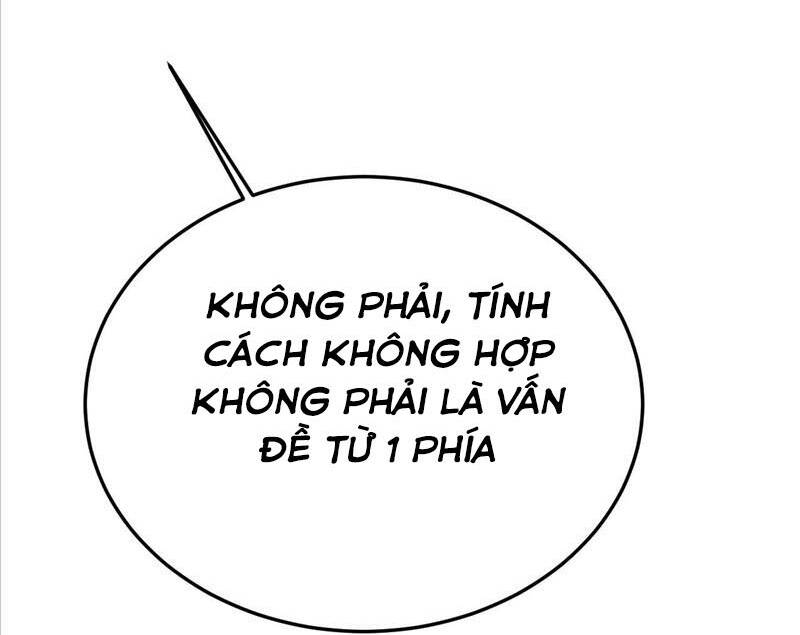 KHÔNG PHẢI, TÍNH
CÁCH KHÔNG HỢP
KHÔNG PHẢI LÀ VẤN
ĐỀ TỪ 1 PHÍA